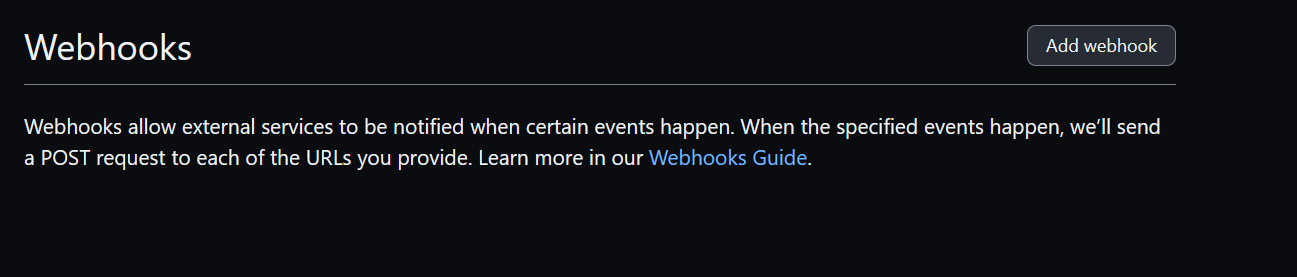 Webhooks
Add webhook
Webhooks allow external services to be notified when certain events happen. When the specified events happen, we’ll send
a POST request to each of the URLs you provide. Learn more in our Webhooks Guide.